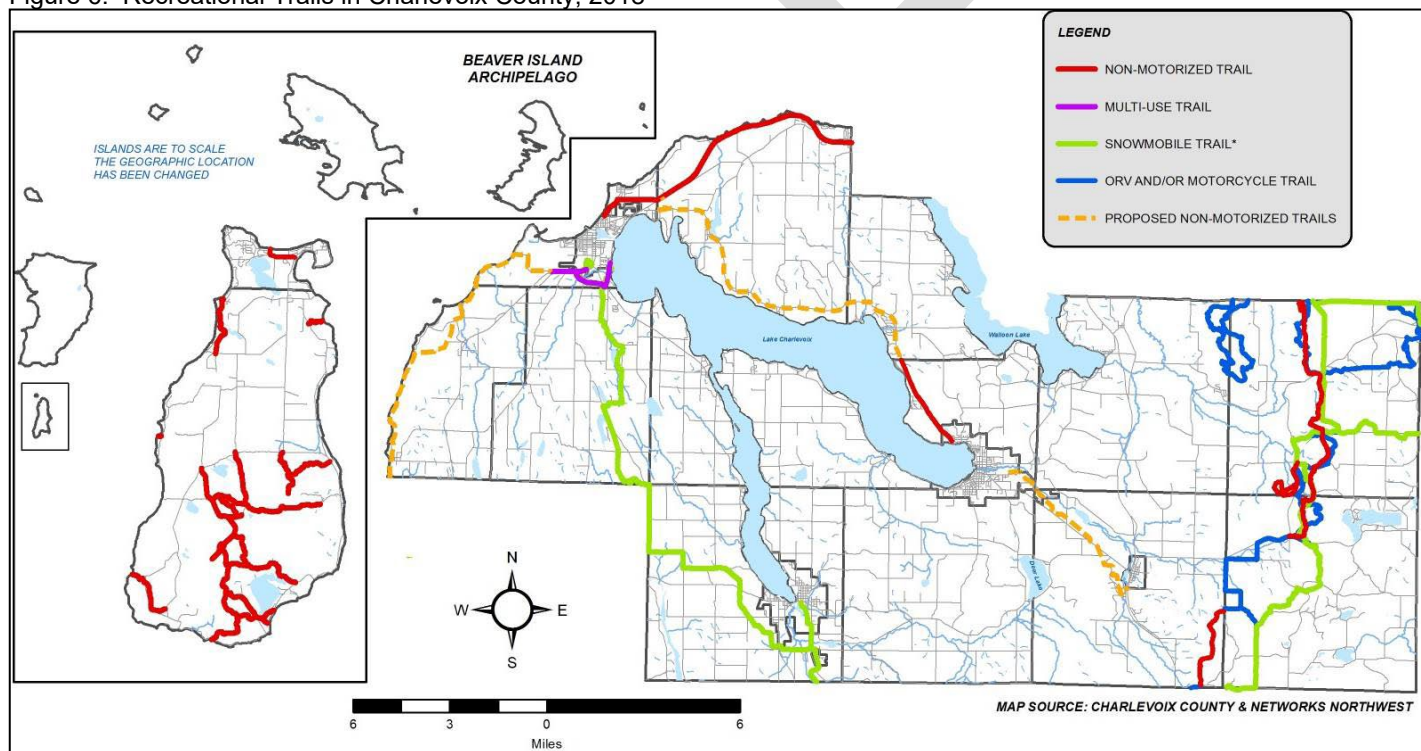 BEAVER ISLAND
ARCHIPELAGO
ISLANDS ARE TO SCALE
THE GEOGRAPHIC LOCATION
HAS BEEN CHANGED
LEGEND
NON-MOTORIZED TRAIL
MULTI-USE TRAIL
SNOWMOBILE TRAIL*
ORV AND/OR MOTORCYCLE TRAIL
PROPOSED NON-MOTORIZED TRAILS
Lake Charlevoix
Walloon Lake
Deer Lake
N
W E
S
6 3 0 6
Miles
MAP SOURCE: CHARLEVOIX COUNTY & NETWORKS NORTHWEST